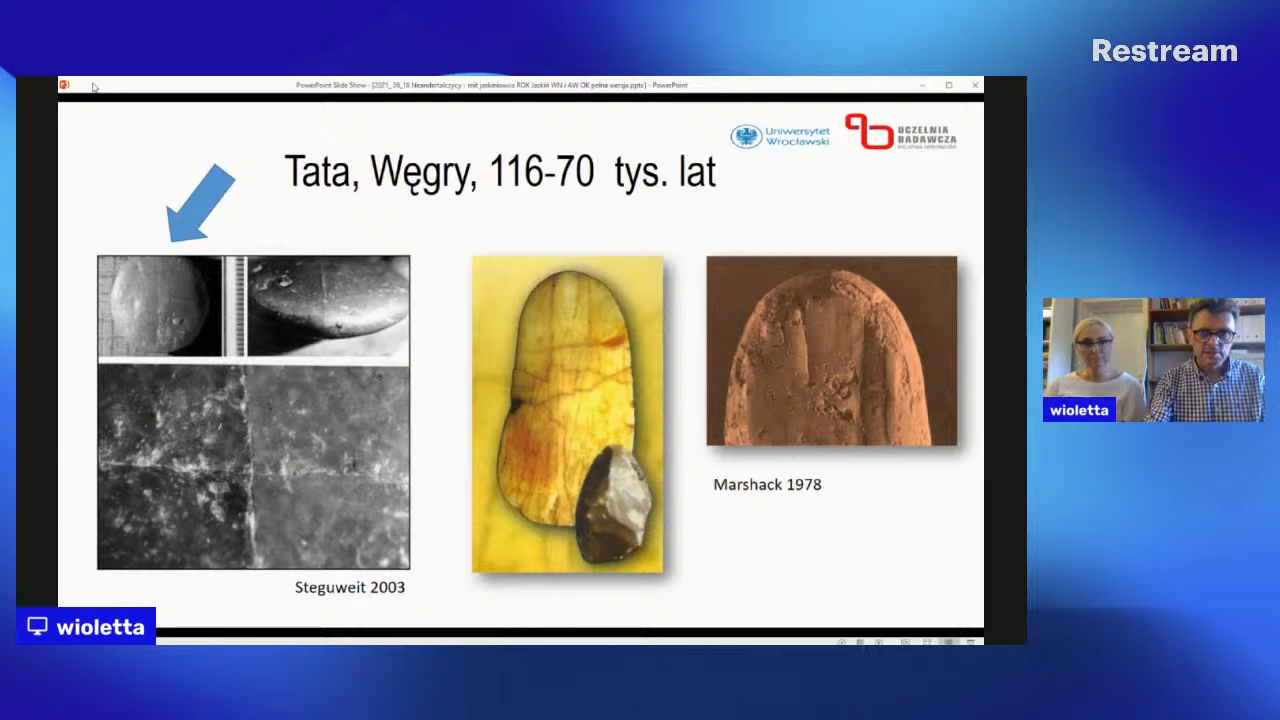 Restream
PowerPoint Slide Show - [2021_06_18 Neandertalczycy - mit jaskiniowca ROK Jaskiń WN i AW OK pełna wersja.pptx] - PowerPoint
Uniwersytet
Wrocławski
UCZELNIA
BADAWCZA
Tata, Węgry, 116-70 tys. lat
Marshack 1978
Steguweit 2003
wioletta
wioletta